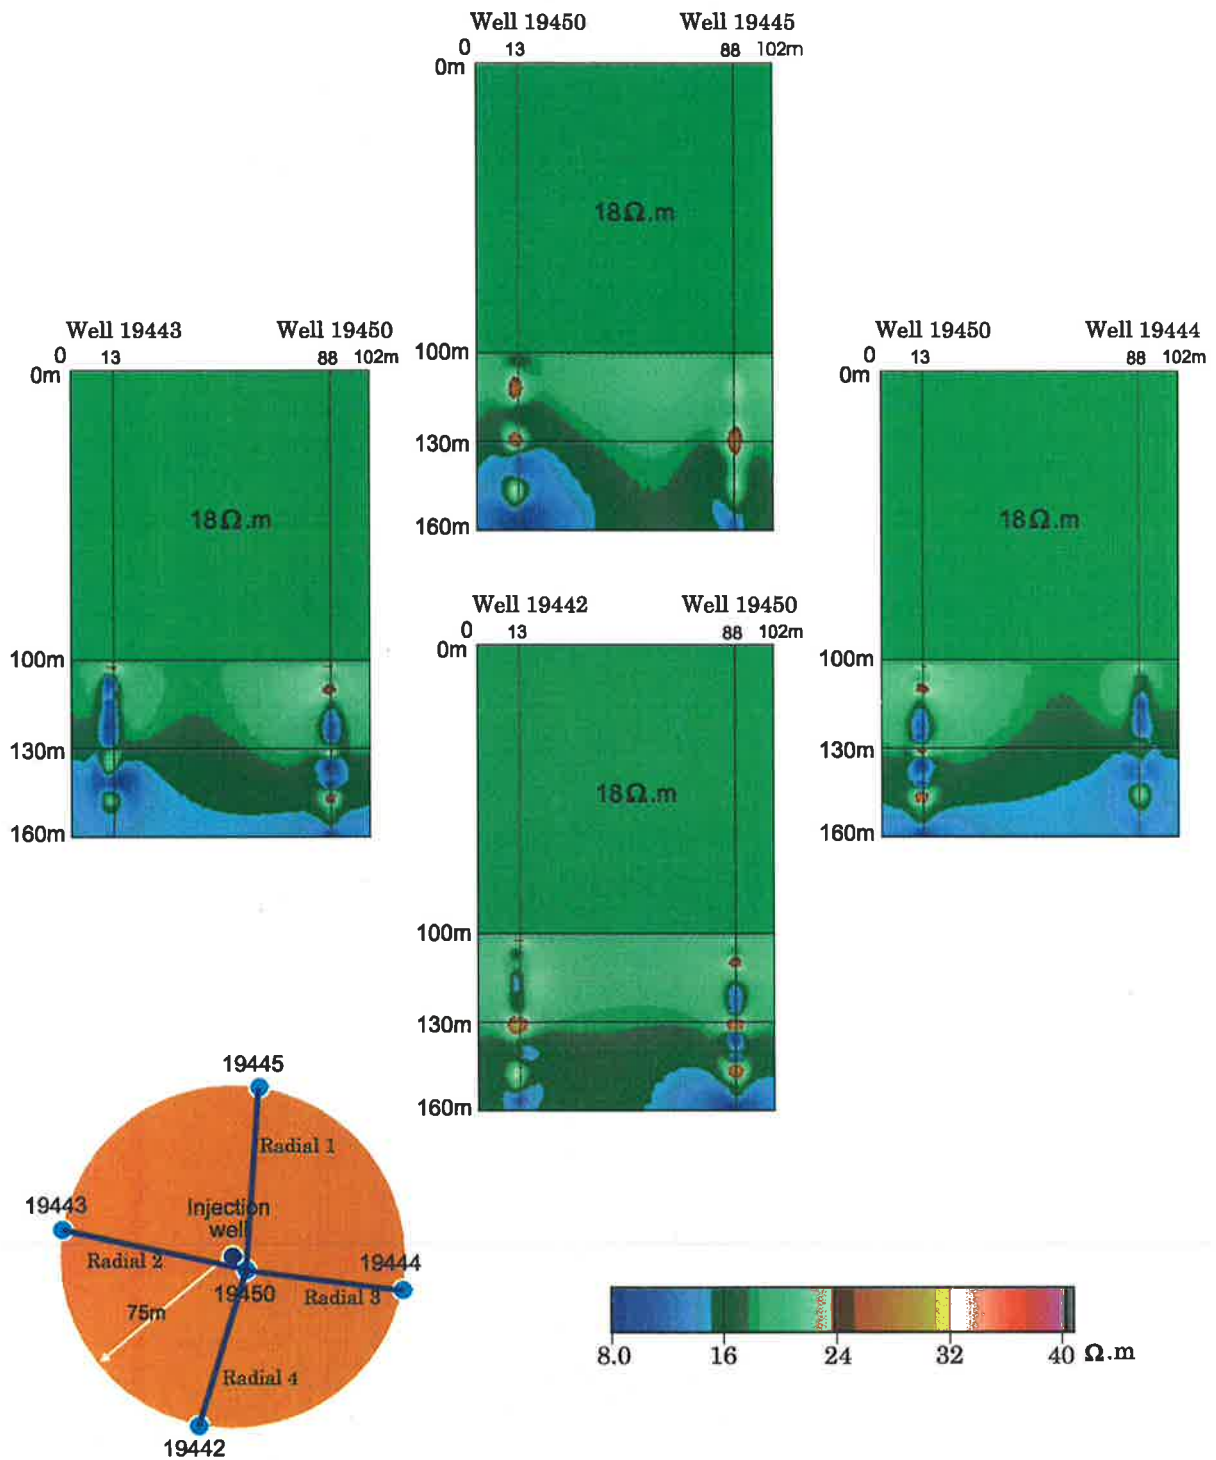 Well 19450 Well 19445
0 13 88 102m
0m
18Ω.m
100m
130m
160m
Well 19443 Well 19450
0 13 88 102m
0m
18Ω.m
100m
130m
160m
Well 19450 Well 19444
0 13 88 102m
0m
18Ω.m
100m
130m
160m
Well 19442 Well 19450
0 13 88 102m
0m
18Ω.m
100m
130m
160m
19445
Radial 1
19443
Injection
well
Radial 2
19444
19450
Radial 3
75m
Radial 4
19442
8.0 16 24 32 40 Ω.m